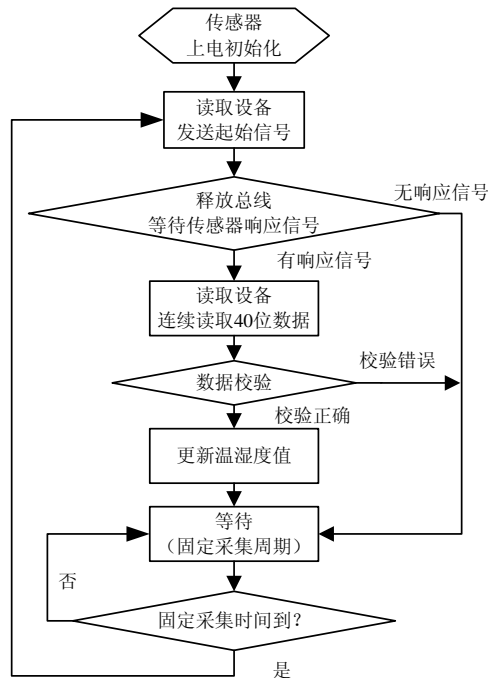 传感器
上电初始化
读取设备
发送起始信号
释放总线
等待传感器响应信号
无响应信号
有响应信号
读取设备
连续读取40位数据
数据校验
校验错误
校验正确
更新温湿度值
等待
（固定采集周期）
否
固定采集时间到？
是